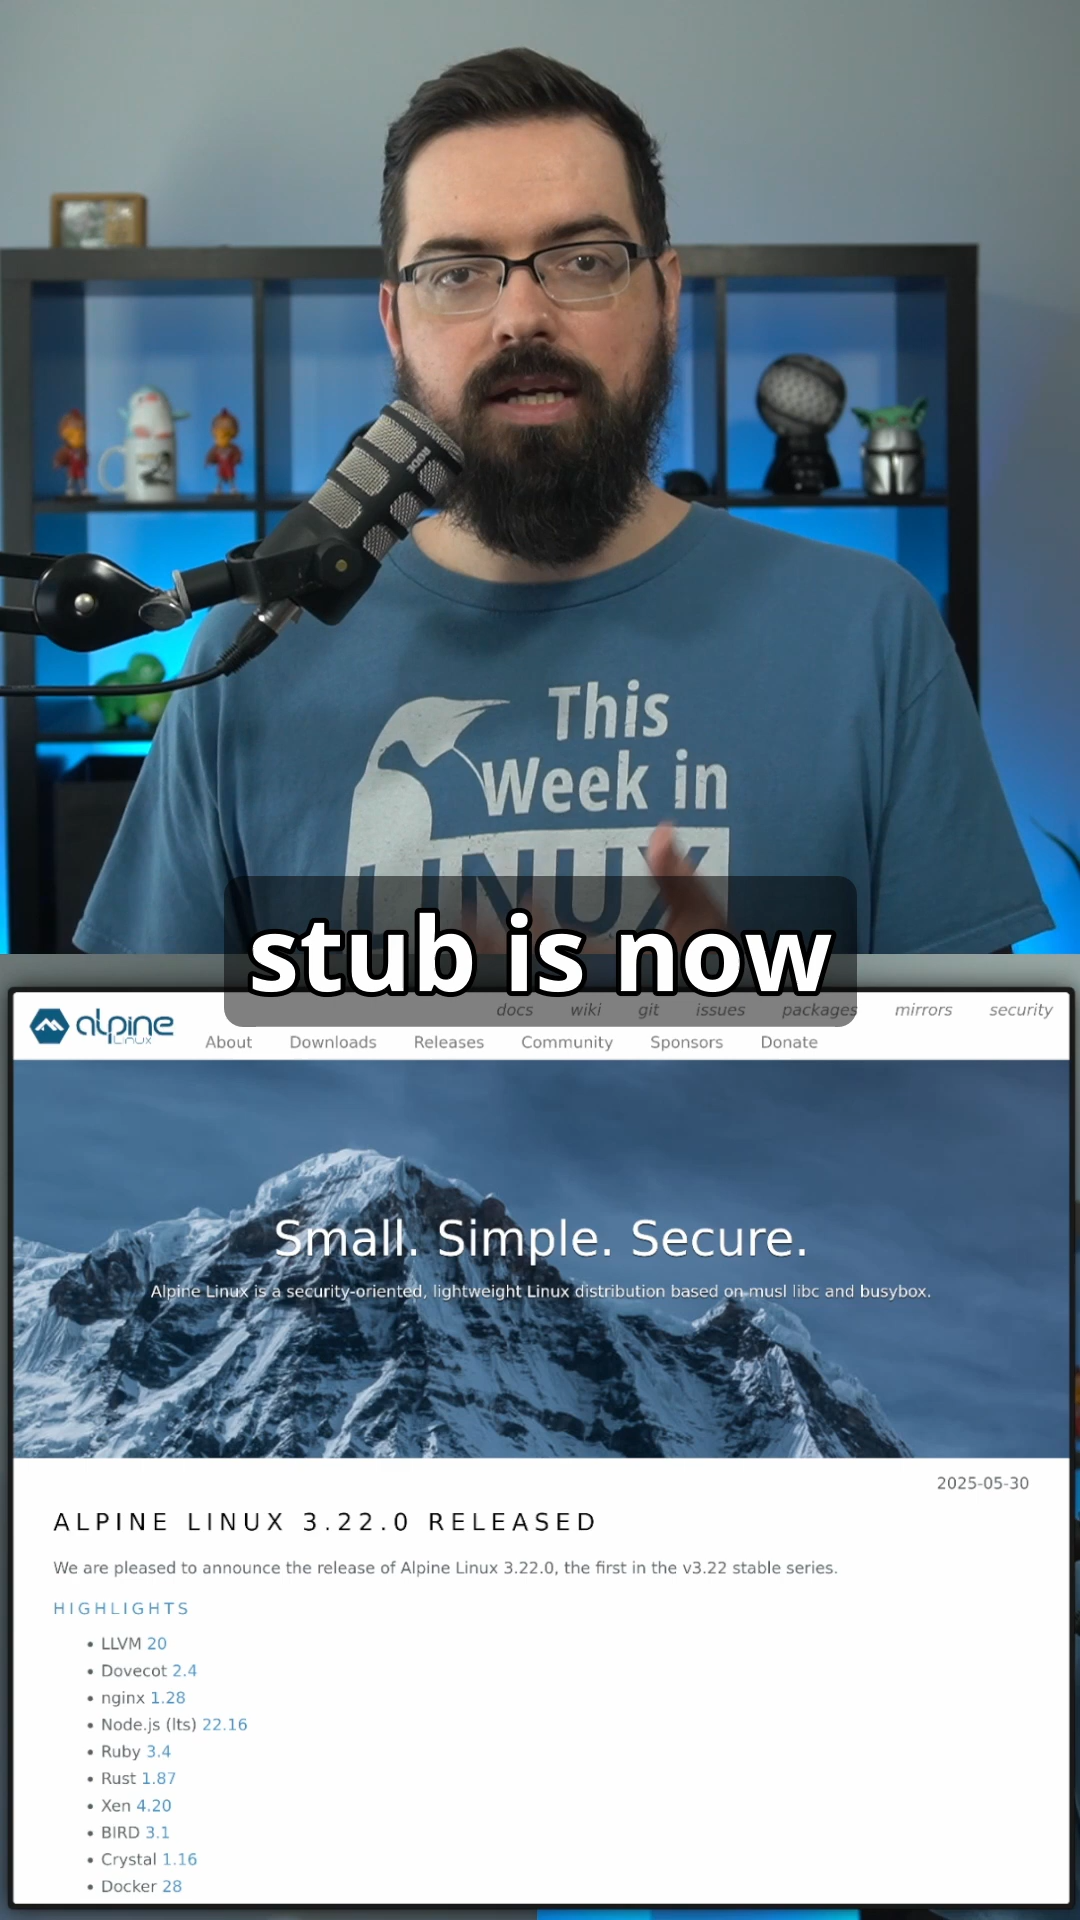 RØDE
This
Week in
LINUX
stub is now
alpine
Linux
docs wiki git issues packages mirrors security
About Downloads Releases Community Sponsors Donate
Small. Simple. Secure.
Alpine Linux is a security-oriented, lightweight Linux distribution based on musl libc and busybox.
2025-05-30
ALPINE LINUX 3.22.0 RELEASED
We are pleased to announce the release of Alpine Linux 3.22.0, the first in the v3.22 stable series.
HIGHLIGHTS
• LLVM 20
• Dovecot 2.4
• nginx 1.28
• Node.js (lts) 22.16
• Ruby 3.4
• Rust 1.87
• Xen 4.20
• BIRD 3.1
• Crystal 1.16
• Docker 28